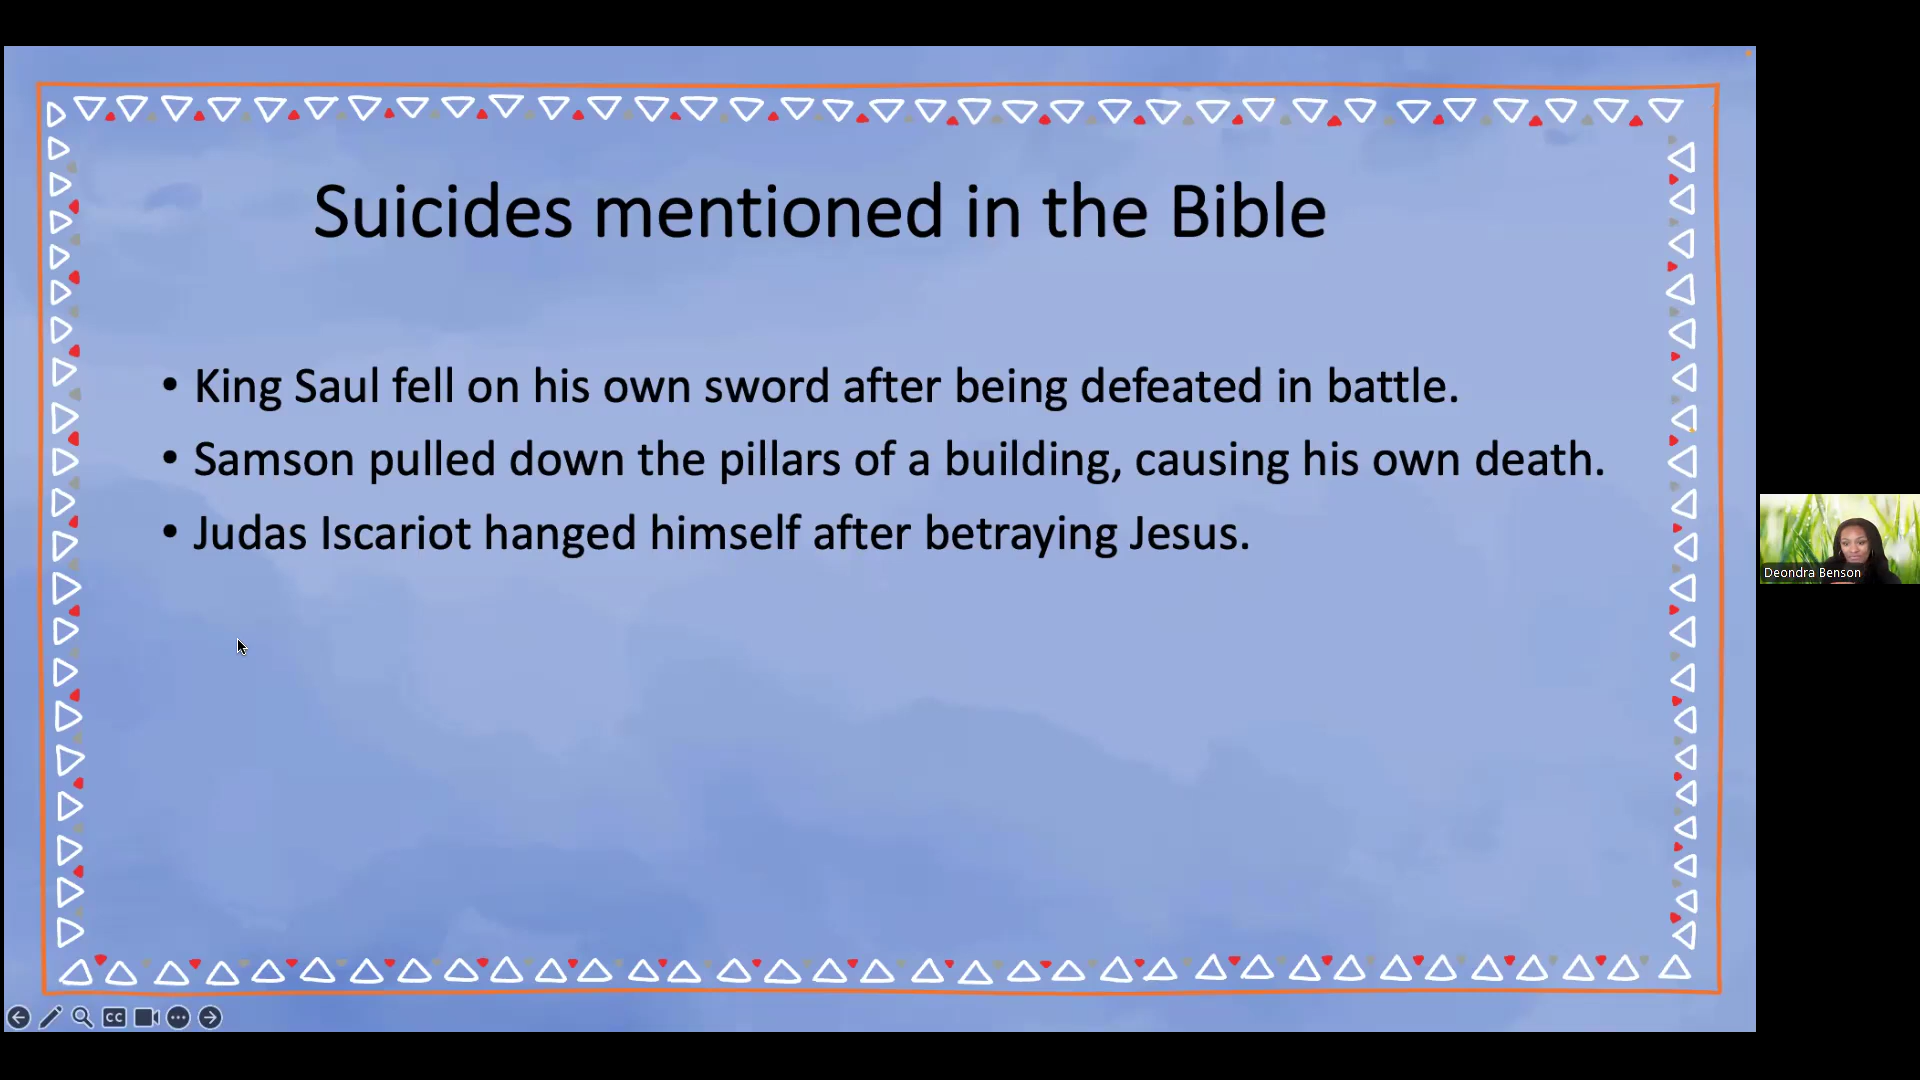 Suicides mentioned in the Bible
• King Saul fell on his own sword after being defeated in battle.
• Samson pulled down the pillars of a building, causing his own death.
• Judas Iscariot hanged himself after betraying Jesus.
Deondra Benson
CC